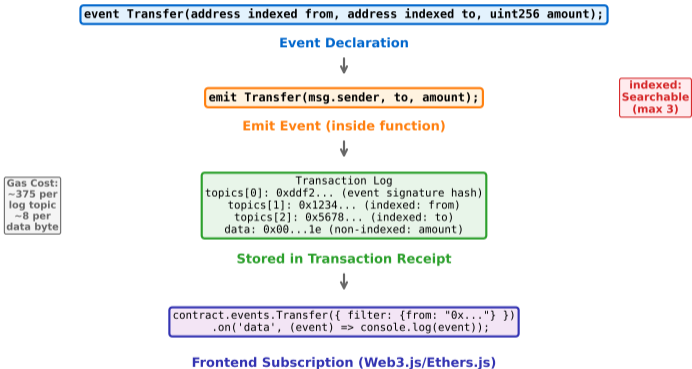 event Transfer(address indexed from, address indexed to, uint256 amount);
Event Declaration
emit Transfer(msg.sender, to, amount);
Emit Event (inside function)
indexed:
Searchable
(max 3)
Gas Cost:
~375 per
log topic
~8 per
data byte
Transaction Log
topics[0]: 0xddf2... (event signature hash)
topics[1]: 0x1234... (indexed: from)
topics[2]: 0x5678... (indexed: to)
data: 0x00...1e (non-indexed: amount)
Stored in Transaction Receipt
contract.events.Transfer({ filter: {from: "0x..."} })
.on('data', (event) => console.log(event));
Frontend Subscription (Web3.js/Ethers.js)